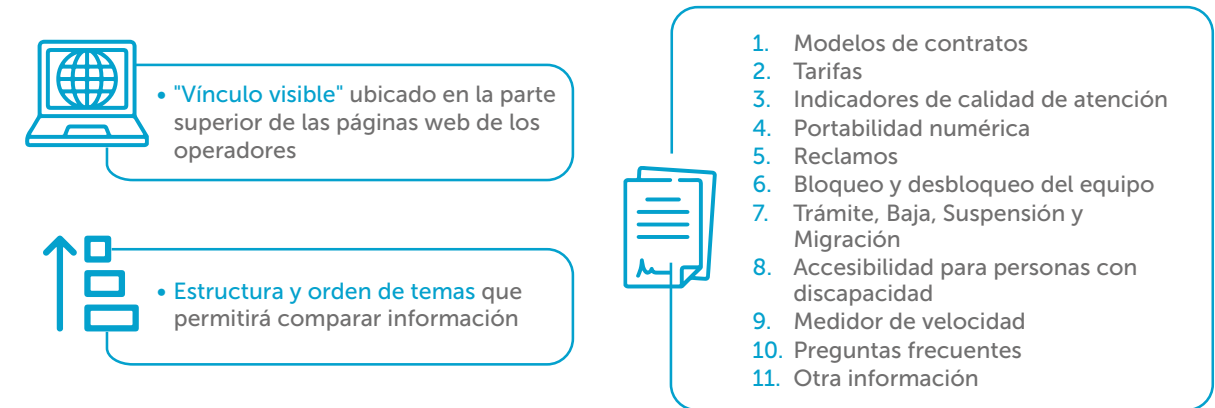 • "Vínculo visible" ubicado en la parte
superior de las páginas web de los
operadores
• Estructura y orden de temas que
permitirá comparar información
1. Modelos de contratos
2. Tarifas
3. Indicadores de calidad de atención
4. Portabilidad numérica
5. Reclamos
6. Bloqueo y desbloqueo del equipo
7. Trámite, Baja, Suspensión y
Migración
8. Accesibilidad para personas con
discapacidad
9. Medidor de velocidad
10. Preguntas frecuentes
11. Otra información